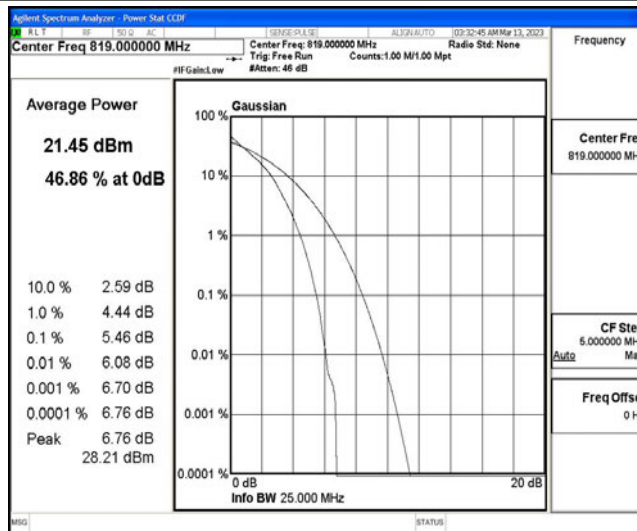 Agilent Spectrum Analyzer - Power Stat CCDF
RLT RF 50 Ω AC SENSE:PULSE ALIGN AUTO 03:32:45 AM Mar 13, 2023
Center Freq 819.000000 MHz
Center Freq: 819.000000 MHz Radio Std: None
Trig: Free Run Counts:1.00 M/1.00 Mpt
#IFGain:Low #Atten: 46 dB
Frequency
Average Power
21.45 dBm
46.86 % at 0dB
10.0 % 2.59 dB
1.0 % 4.44 dB
0.1 % 5.46 dB
0.01 % 6.08 dB
0.001 % 6.70 dB
0.0001 % 6.76 dB
Peak 6.76 dB
28.21 dBm
Gaussian
100 %
10 %
1 %
0.1 %
0.01 %
0.001 %
0.0001 %
0 dB 20 dB
Info BW 25.000 MHz
Center Fre
819.000000 MH
CF Ste
5.000000 MH
Auto Ma
Freq Offs
0 H
MSG STATUS